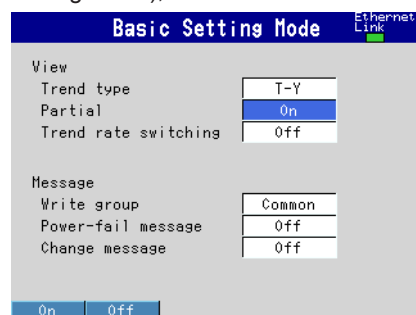 Basic Setting Mode
Ethernet
Link
View
Trend type T-Y
Partial On
Trend rate switching Off
Message
Write group Common
Power-fail message Off
Change message Off
On Off